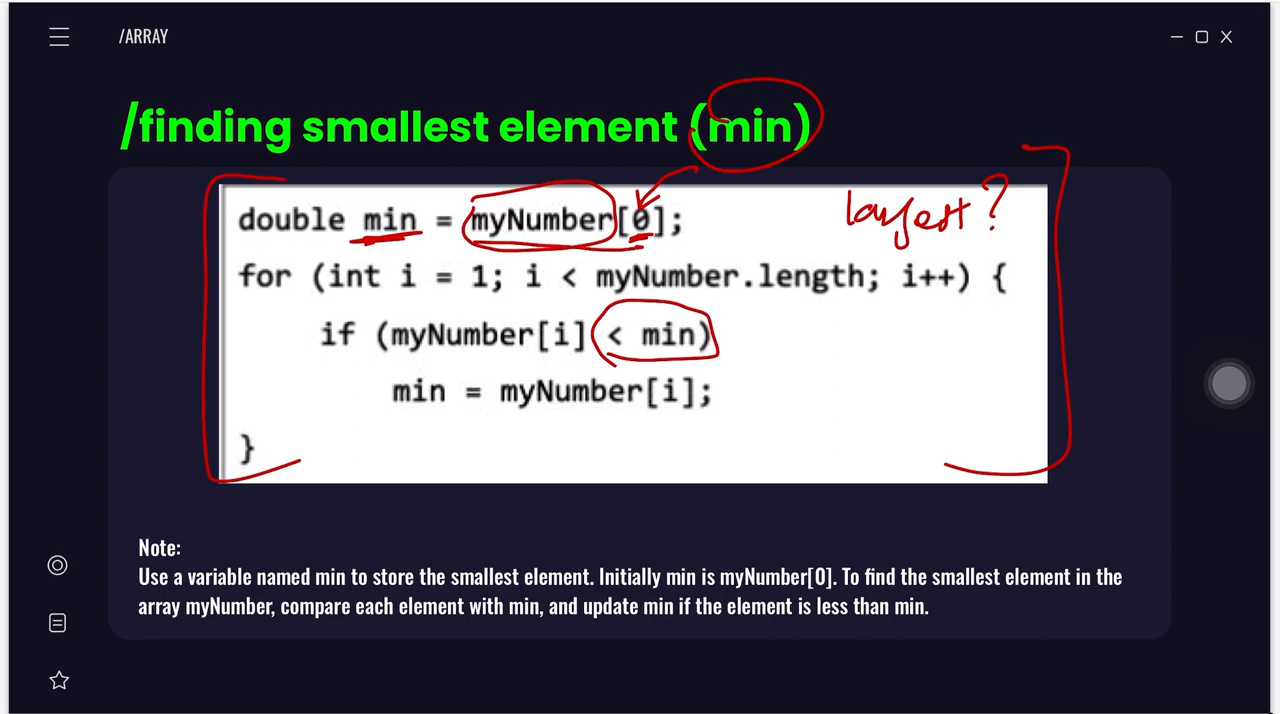 /ARRAY
/finding smallest element (min)
double min = myNumber[0];
largest?
for (int i = 1; i < myNumber.length; i++) {
if (myNumber[i] < min)
min = myNumber[i];
}
Note:
Use a variable named min to store the smallest element. Initially min is myNumber[0]. To find the smallest element in the
array myNumber, compare each element with min, and update min if the element is less than min.